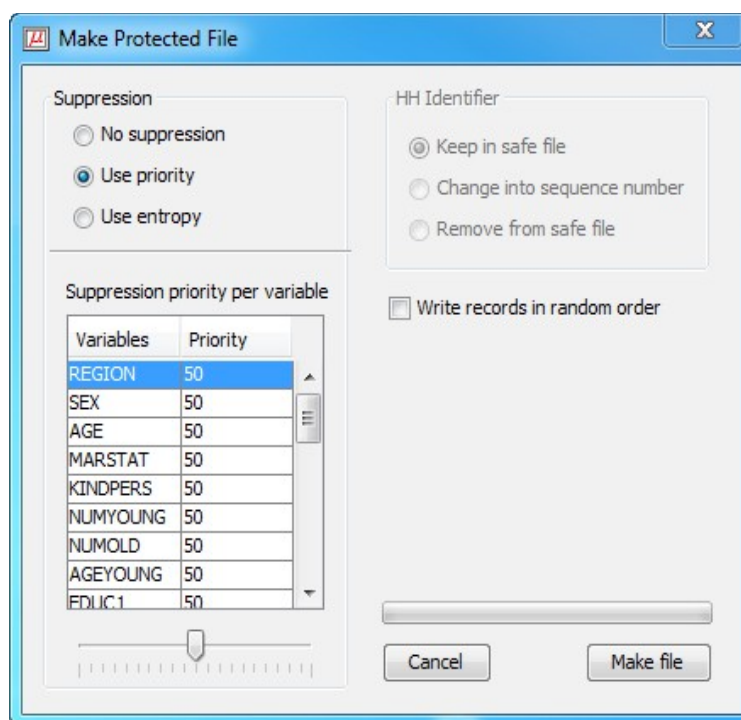 μ Make Protected File
Suppression
No suppression
Use priority
Use entropy
Suppression priority per variable
Variables Priority
REGION 50
SEX 50
AGE 50
MARSTAT 50
KINDPERS 50
NUMYOUNG 50
NUMOLD 50
AGEYOUNG 50
EDUC1 50
HH Identifier
Keep in safe file
Change into sequence number
Remove from safe file
Write records in random order
Cancel
Make file